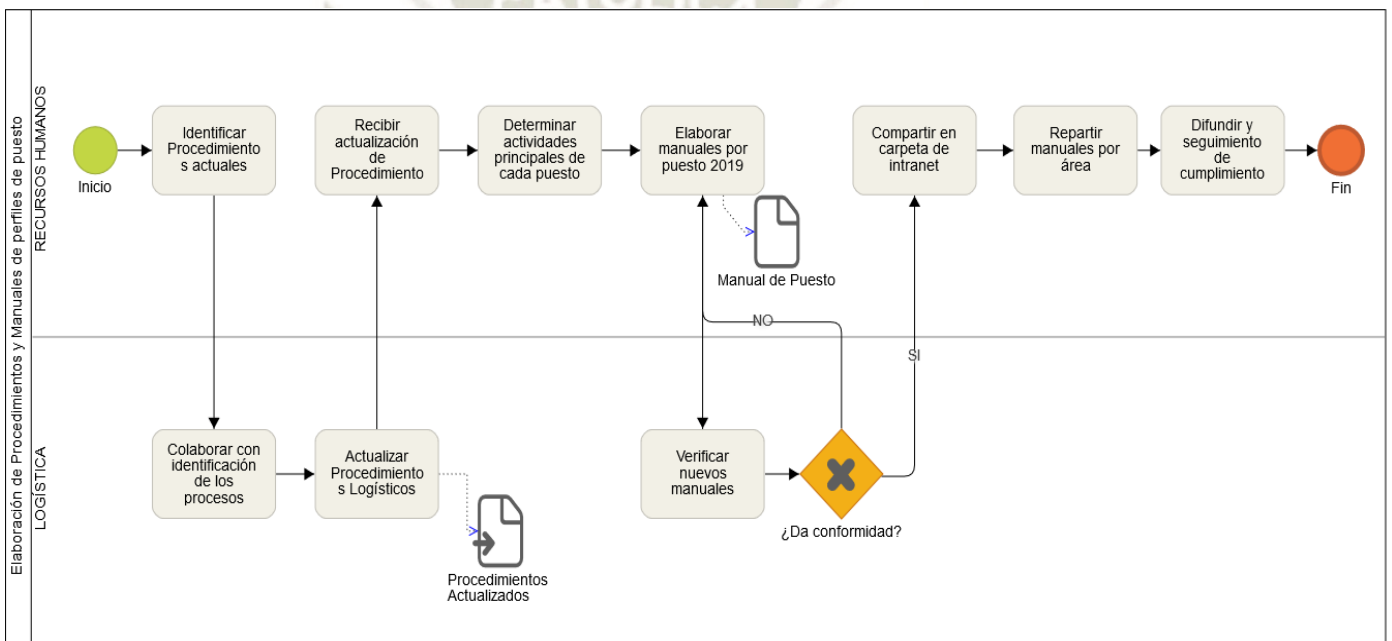 Elaboración de Procedimientos y Manuales de perfiles de puesto
RECURSOS HUMANOS
Inicio
Identificar
Procedimiento
s actuales
Recibir
actualización
de
Procedimiento
Determinar
actividades
principales de
cada puesto
Elaborar
manuales por
puesto 2019
Manual de Puesto
Compartir en
carpeta de
intranet
Repartir
manuales por
área
Difundir y
seguimiento
de
cumplimiento
Fin
NO
SI
LOGÍSTICA
Colaborar con
identificación
de los
procesos
Actualizar
Procedimiento
s Logísticos
Procedimientos
Actualizados
Verificar
nuevos
manuales
¿Da conformidad?